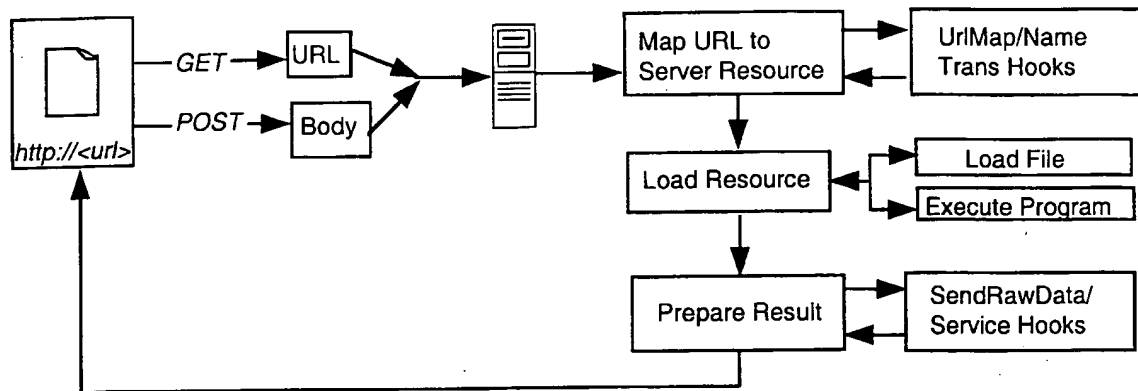 http://<url>
GET
URL
POST
Body
Map URL to
Server Resource
UrlMap/Name
Trans Hooks
Load Resource
Load File
Execute Program
Prepare Result
SendRawData/
Service Hooks